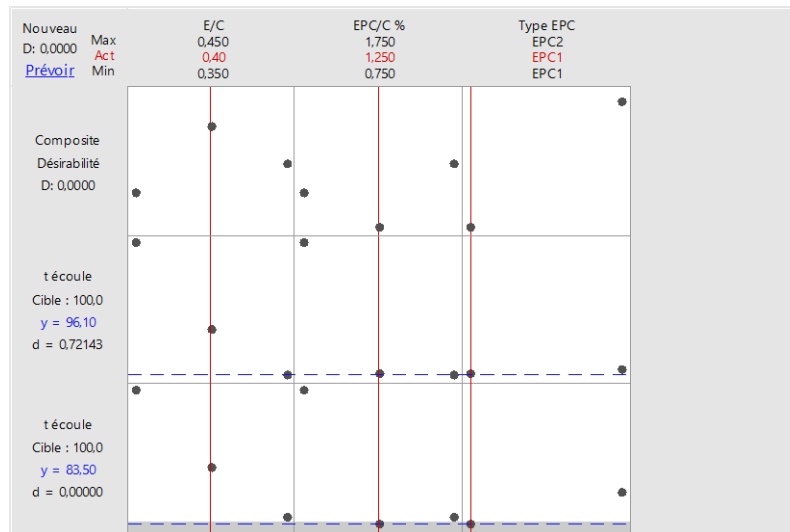 Nouveau
D: 0,0000
Prévoir
Max
Act
Min
E/C
0,450
0,40
0,350
EPC/C %
1,750
1,250
0,750
Type EPC
EPC2
EPC1
EPC1
Composite
Désirabilité
D: 0,0000
t écoule
Cible : 100,0
y = 96,10
d = 0,72143
t écoule
Cible : 100,0
y = 83,50
d = 0,00000